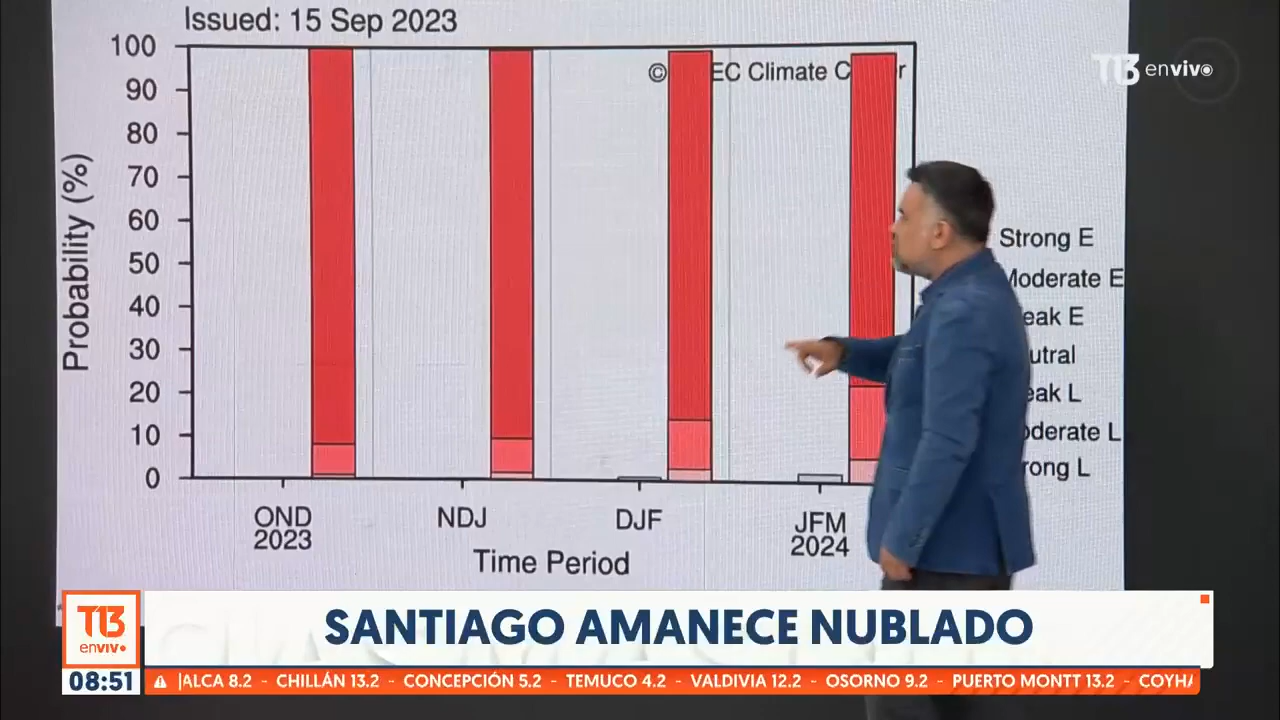 Issued: 15 Sep 2023
100
90
80
70
60
50
40
30
20
10
0
Probability (%)
EC Climate C
T13 envivo
Strong E
Moderate E
eak E
utral
eak L
oderate L
rong L
OND
2023
NDJ
DJF
JFM
2024
Time Period
T13
envivo
SANTIAGO AMANECE NUBLADO
08:51
ALCA 8.2 - CHILLÁN 13.2 - CONCEPCIÓN 5.2 - TEMUCO 4.2 - VALDIVIA 12.2 - OSORNO 9.2 - PUERTO MONTT 13.2 - COYHA